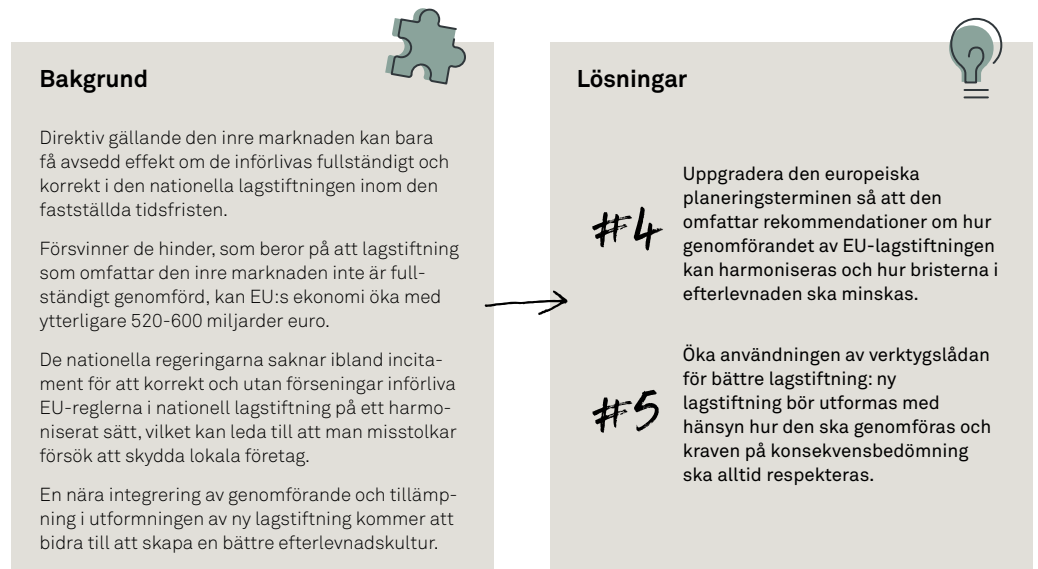 Bakgrund
Direktiv gällande den inre marknaden kan bara
få avsedd effekt om de införlivas fullständigt och
korrekt i den nationella lagstiftningen inom den
fastställda tidsfristen.
Försvinner de hinder, som beror på att lagstiftning
som omfattar den inre marknaden inte är full-
ständigt genomförd, kan EU:s ekonomi öka med
ytterligare 520-600 miljarder euro.
De nationella regeringarna saknar ibland incita-
ment för att korrekt och utan förseningar införliva
EU-reglerna i nationell lagstiftning på ett harmo-
niserat sätt, vilket kan leda till att man misstolkar
försök att skydda lokala företag.
En nära integrering av genomförande och tillämp-
ning i utformningen av ny lagstiftning kommer att
bidra till att skapa en bättre efterlevnadskultur.
Lösningar
#4
Uppgradera den europeiska
planeringsterminen så att den
omfattar rekommendationer om hur
genomförandet av EU-lagstiftningen
kan harmoniseras och hur bristerna i
efterlevnaden ska minskas.
#5
Öka användningen av verktygslådan
för bättre lagstiftning: ny
lagstiftning bör utformas med
hänsyn hur den ska genomföras och
kraven på konsekvensbedömning
ska alltid respekteras.